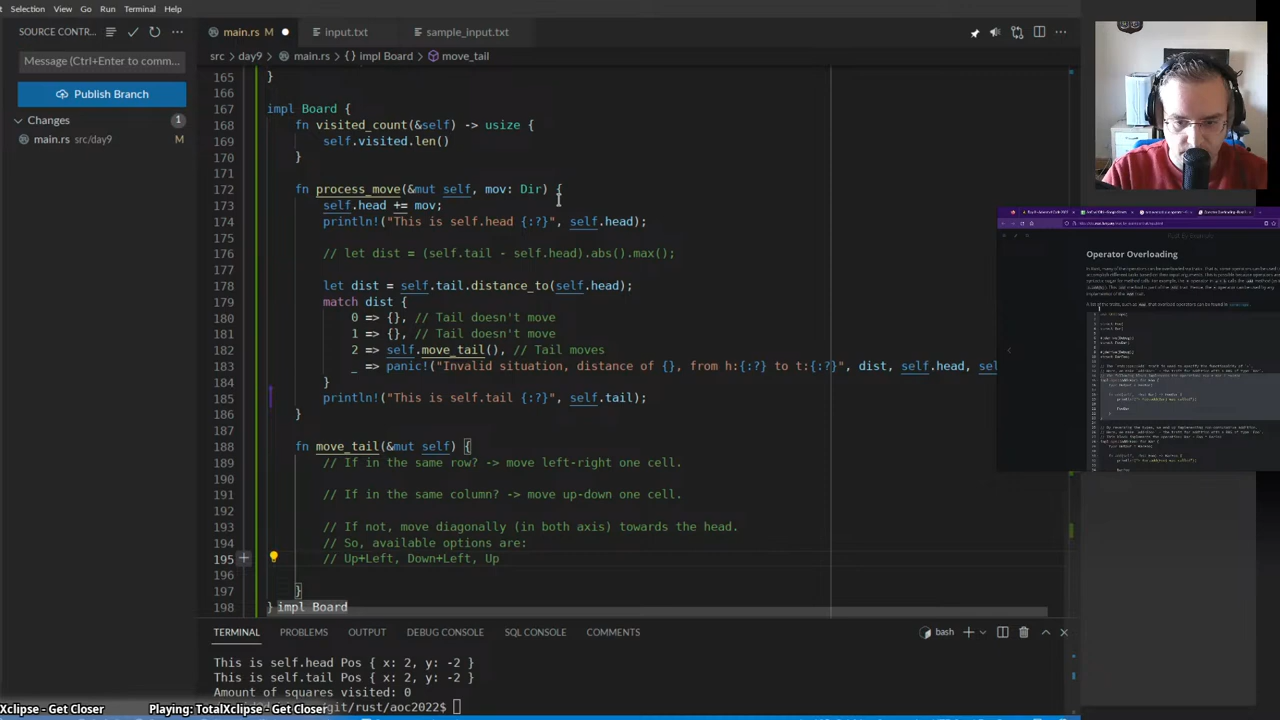 Selection View Go Run Terminal Help
SOURCE CONTR...
main.rs M
input.txt
sample_input.txt
src > day9 > main.rs > {} impl Board > move_tail
Message (Ctrl+Enter to comm...
Publish Branch
Changes 1
main.rs src/day9 M
165 }
166
167 impl Board {
168 fn visited_count(&self) -> usize {
169 self.visited.len()
170 }
171
172 fn process_move(&mut self, mov: Dir) {
173 self.head += mov;
174 println!("This is self.head {:?}", self.head);
175
176 // let dist = (self.tail - self.head).abs().max();
177
178 let dist = self.tail.distance_to(self.head);
179 match dist {
180 0 => {}, // Tail doesn't move
181 1 => {}, // Tail doesn't move
182 2 => self.move_tail(), // Tail moves
183 _ => panic!("Invalid situation, distance of {}, from h:{:?} to t:{:?}", dist, self.head, se
184 }
185 println!("This is self.tail {:?}", self.tail);
186 }
187
188 fn move_tail(&mut self) {
189 // If in the same row? -> move left-right one cell.
190
191 // If in the same column? -> move up-down one cell.
192
193 // If not, move diagonally (in both axis) towards the head.
194 // So, available options are:
195 // Up+Left, Down+Left, Up
196
197 }
198 } impl Board
TERMINAL PROBLEMS OUTPUT DEBUG CONSOLE SQL CONSOLE COMMENTS
bash
This is self.head Pos { x: 2, y: -2 }
This is self.tail Pos { x: 2, y: -2 }
Amount of squares visited: 0
git/rust/aoc2022$
Xclipse - Get Closer Playing: TotalXclipse - Get Closer
Operator Overloading